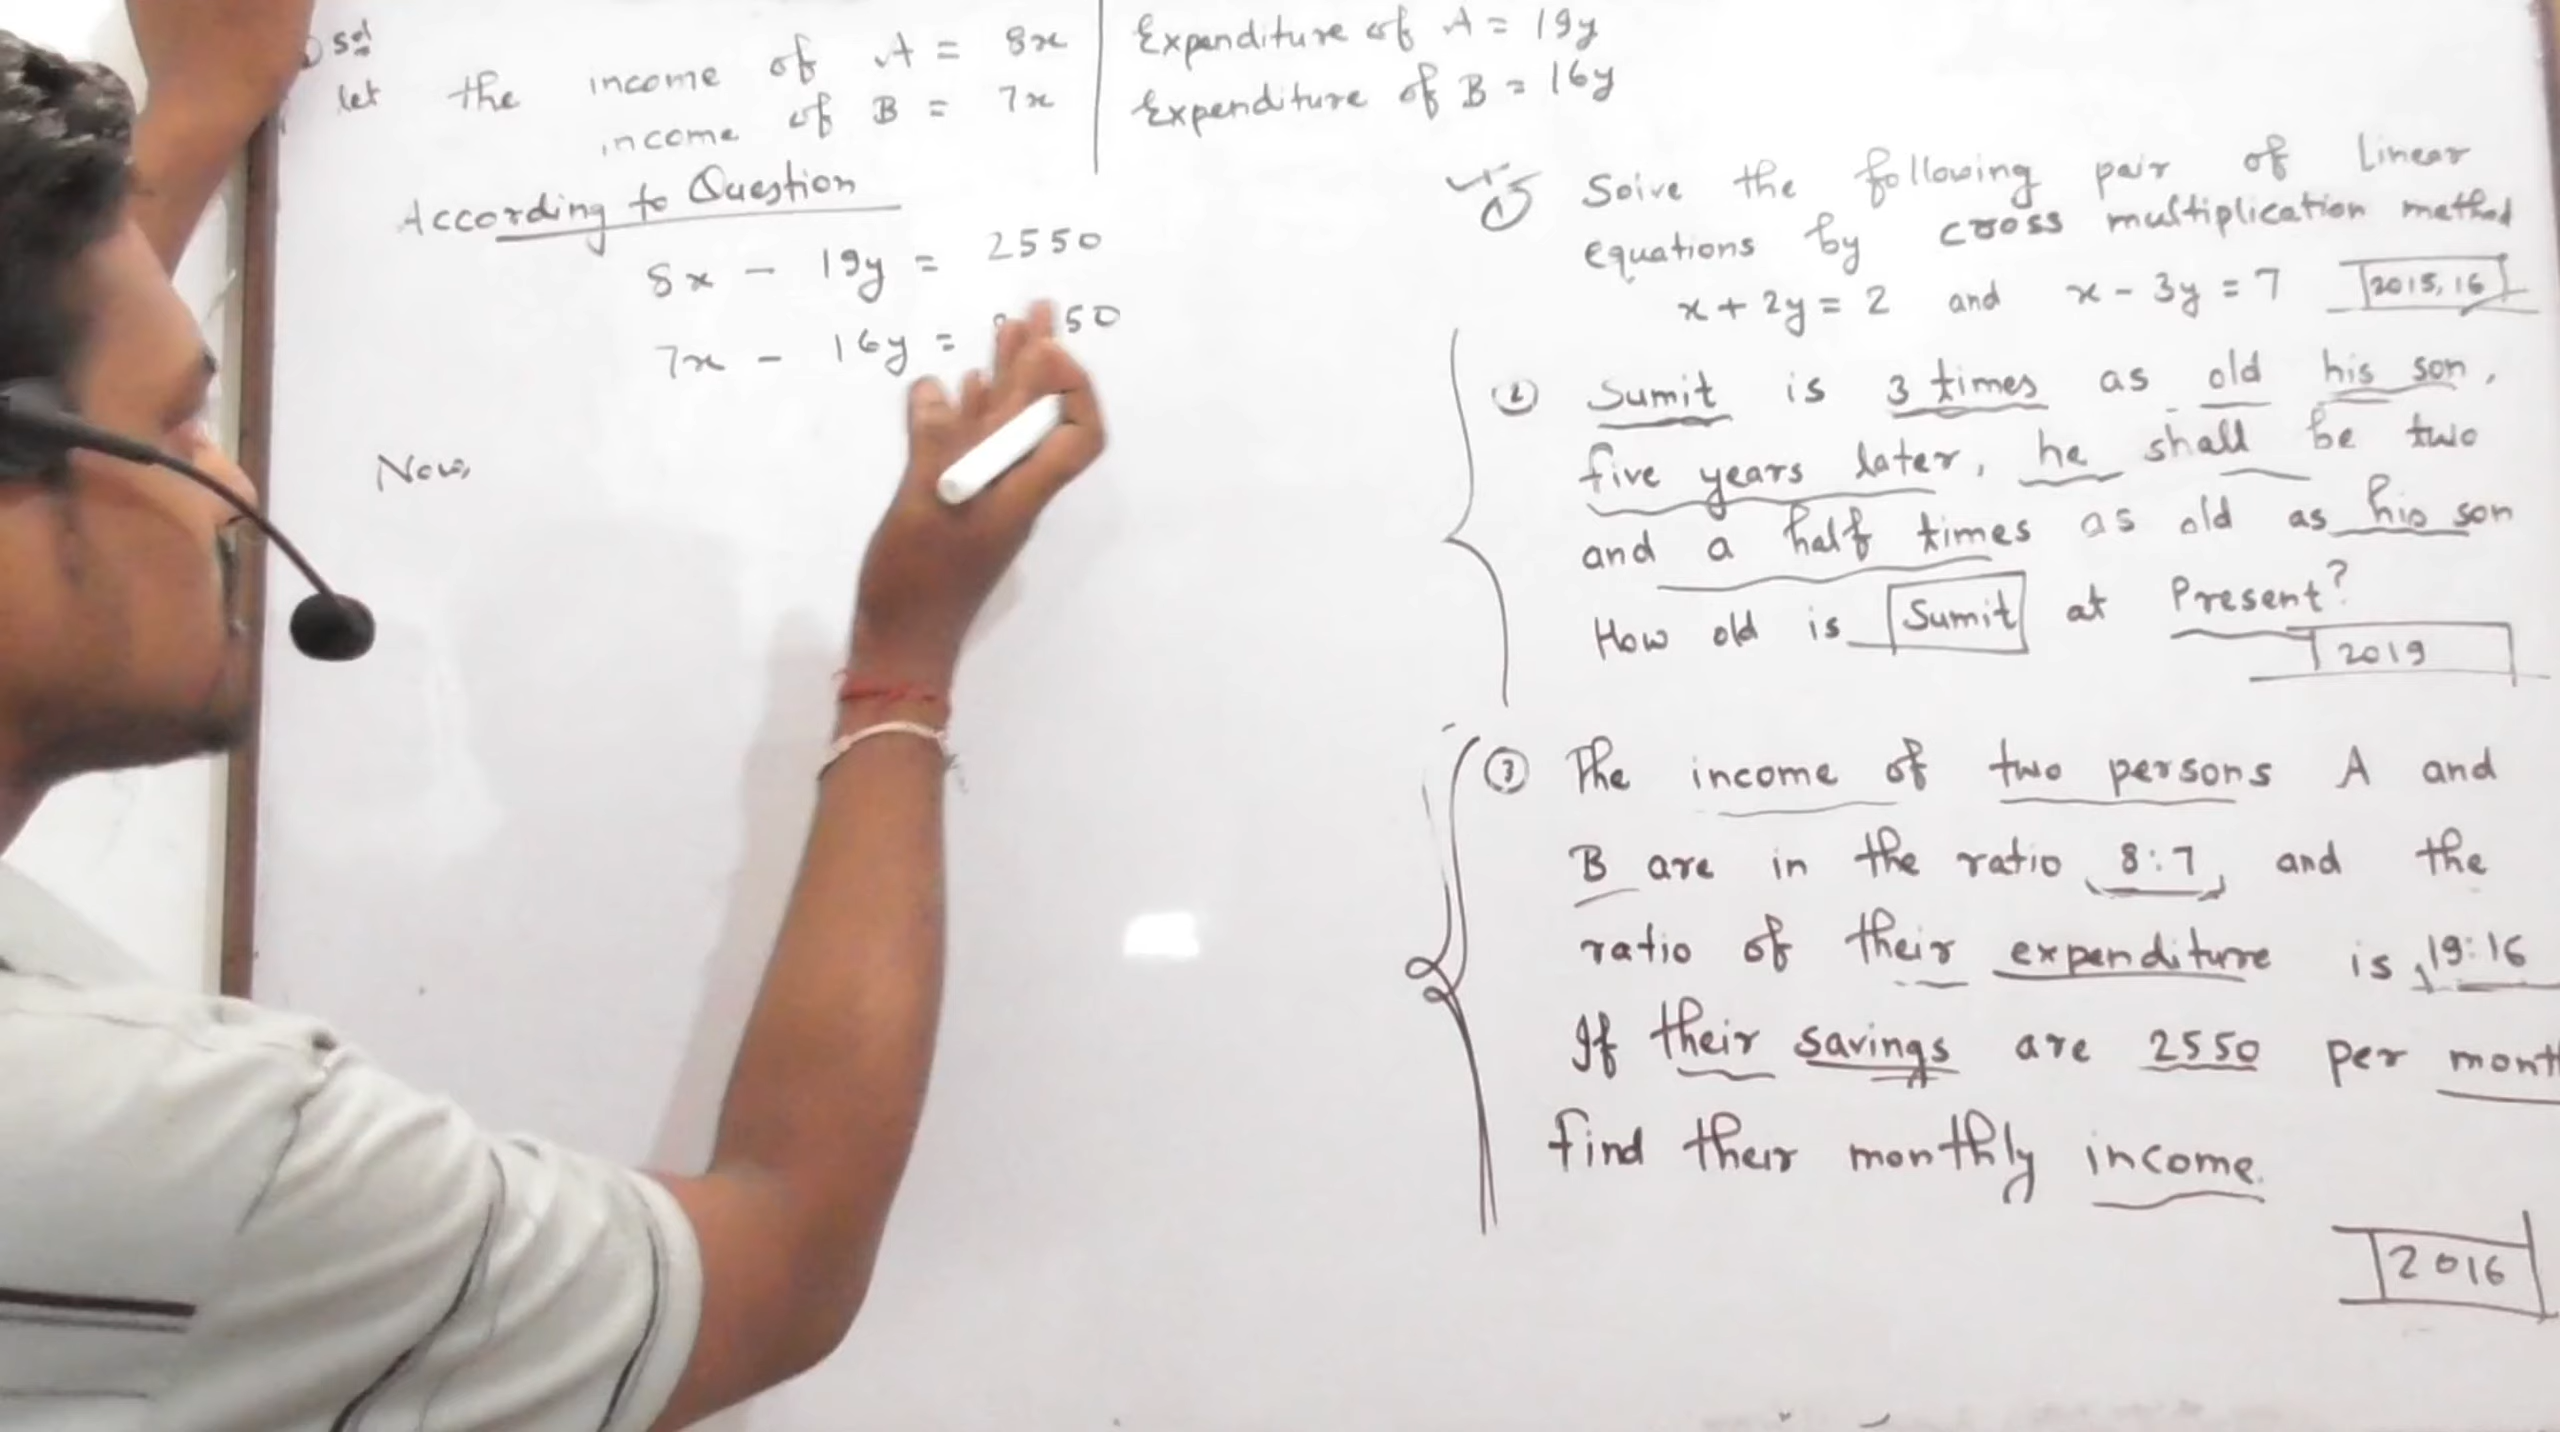 Sol
let the income of A = 8x
income of B = 7x
Expenditure of A = 19y
Expenditure of B = 16y
According to Question
8x - 19y = 2550
7x - 16y = 50
Now,
① Solve the following pair of Linear
equations by cross multiplication method
x + 2y = 2 and x - 3y = 7 2015, 16
② Sumit is 3 times as old his son,
five years later, he shall be two
and a half times as old as his son
How old is Sumit at Present?
2019
③ The income of two persons A and
B are in the ratio 8:7 and the
ratio of their expenditure is 19:16
If their savings are 2550 per mont
find their monthly income.
2016